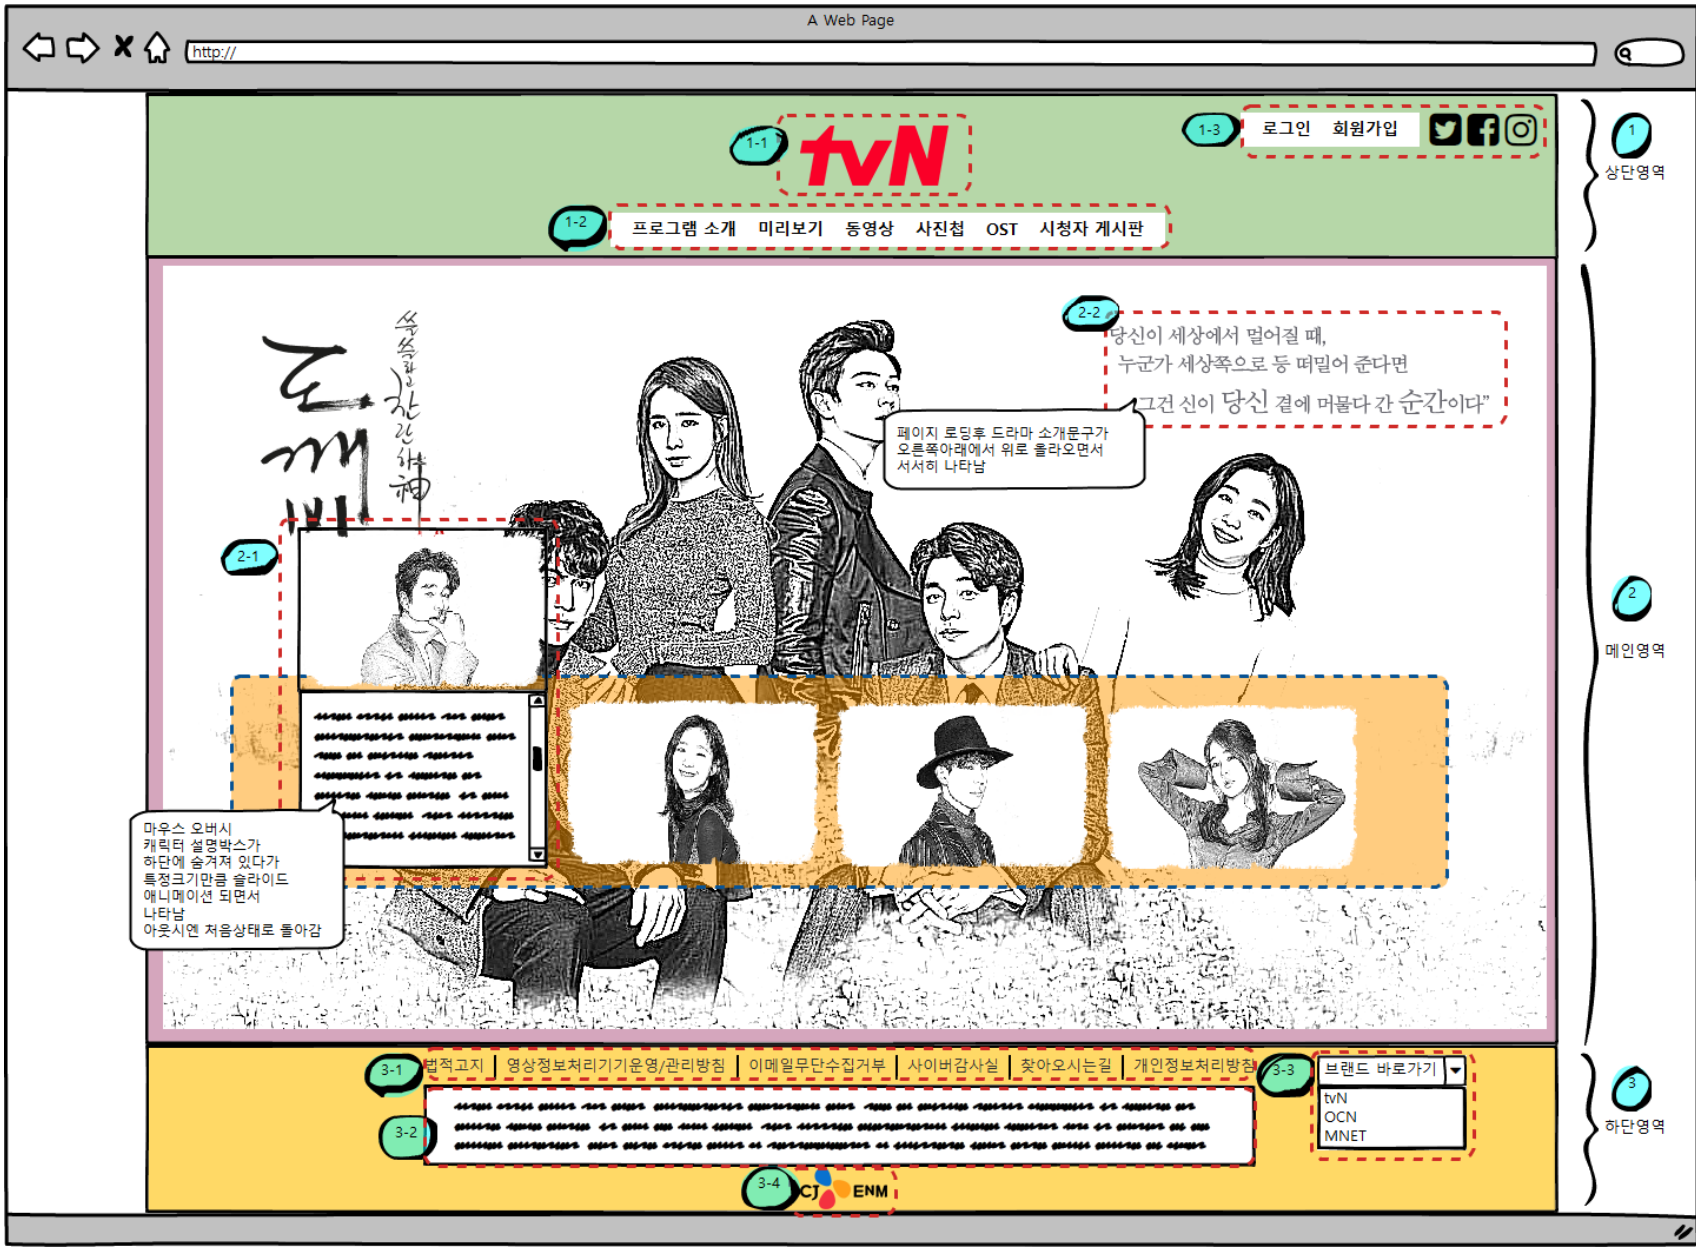 A Web Page
http://
1-1
tvN
1-3
로그인 회원가입
1
상단영역
1-2
프로그램 소개 미리보기 동영상 사진첩 OST 시청자 게시판
도깨비
쓸쓸하고 찬란하神
2-2
당신이 세상에서 멀어질 때,
누군가 세상쪽으로 등 떠밀어 준다면
그건 신이 당신 곁에 머물다 간 순간이다”
페이지 로딩후 드라마 소개문구가
오른쪽아래에서 위로 올라오면서
서서히 나타남
2-1
2
메인영역
마우스 오버시
캐릭터 설명박스가
하단에 숨겨져 있다가
특정크기만큼 슬라이드
애니메이션 되면서
나타남
아웃시엔 처음상태로 돌아감
3-1
법적고지 | 영상정보처리기기운영/관리방침 | 이메일무단수집거부 | 사이버감사실 | 찾아오시는길 | 개인정보처리방침
3-3
브랜드 바로가기
tvN
OCN
MNET
3
하단영역
3-2
3-4
CJ ENM